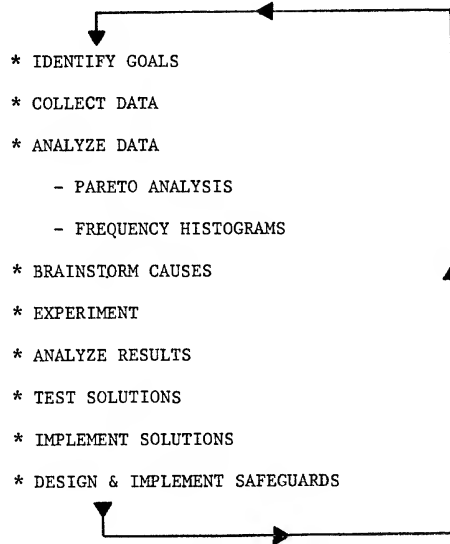 * IDENTIFY GOALS
* COLLECT DATA
* ANALYZE DATA
- PARETO ANALYSIS
- FREQUENCY HISTOGRAMS
* BRAINSTORM CAUSES
* EXPERIMENT
* ANALYZE RESULTS
* TEST SOLUTIONS
* IMPLEMENT SOLUTIONS
* DESIGN & IMPLEMENT SAFEGUARDS